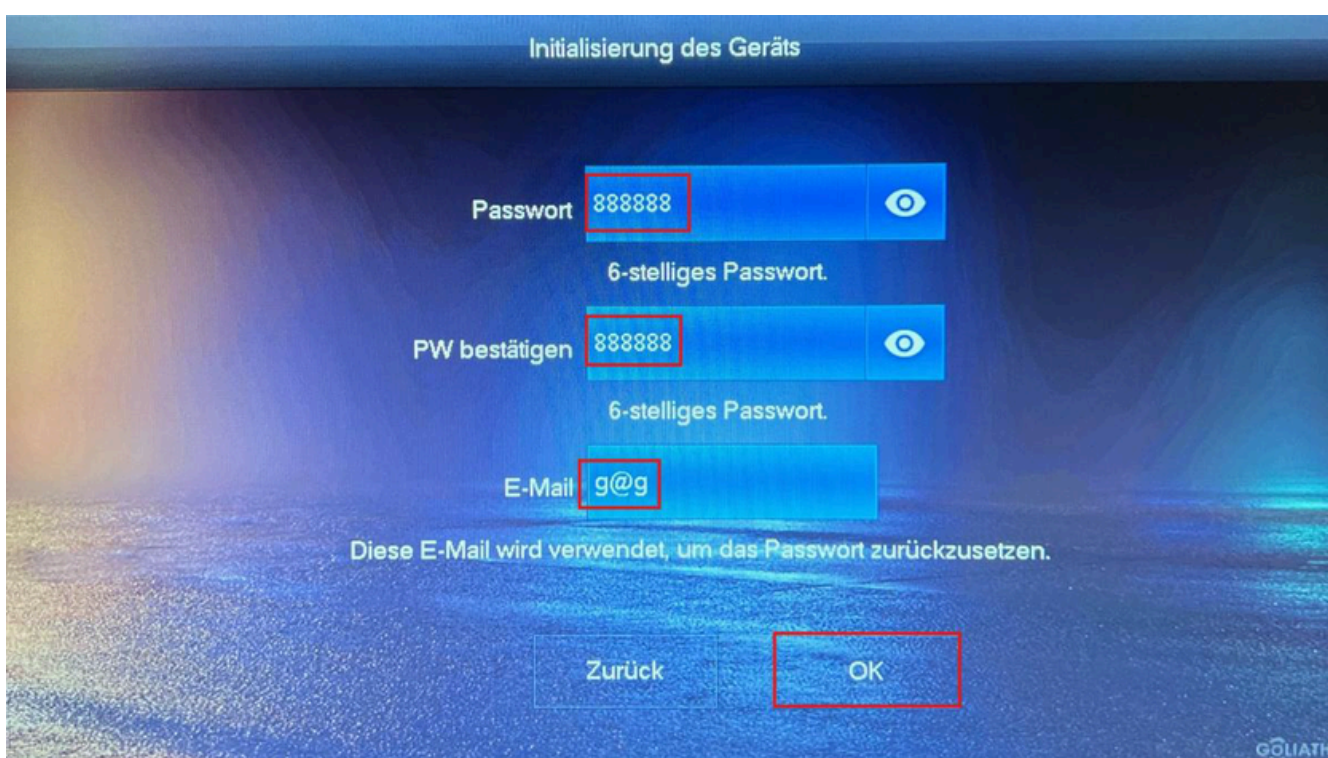 Initialisierung des Geräts
Passwort 888888
6-stelliges Passwort.
PW bestätigen 888888
6-stelliges Passwort.
E-Mail g@g
Diese E-Mail wird verwendet, um das Passwort zurückzusetzen.
Zurück OK
GOLIATH